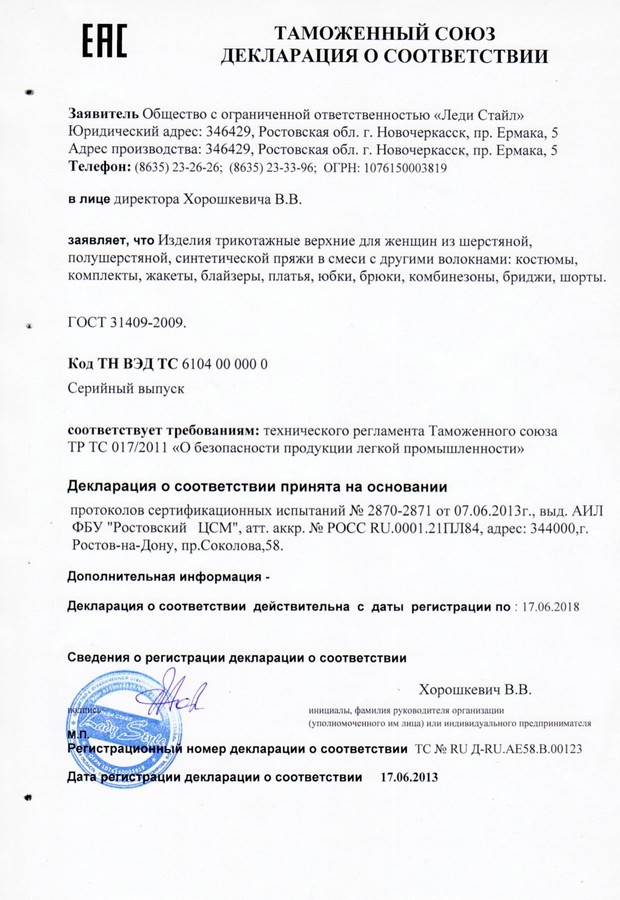 ЕАС
ТАМОЖЕННЫЙ СОЮЗ
ДЕКЛАРАЦИЯ О СООТВЕТСТВИИ
Заявитель Общество с ограниченной ответственностью «Леди Стайл»
Юридический адрес: 346429, Ростовская обл. г. Новочеркасск, пр. Ермака, 5
Адрес производства: 346429, Ростовская обл. г. Новочеркасск, пр. Ермака, 5
Телефон: (8635) 23-26-26; (8635) 23-33-96; ОГРН: 1076150003819
в лице директора Хорошкевича В.В.
заявляет, что Изделия трикотажные верхние для женщин из шерстяной,
полушерстяной, синтетической пряжи в смеси с другими волокнами: костюмы,
комплекты, жакеты, блайзеры, платья, юбки, брюки, комбинезоны, бриджи, шорты.
ГОСТ 31409-2009.
Код ТН ВЭД ТС 6104 00 000 0
Серийный выпуск
соответствует требованиям: технического регламента Таможенного союза
ТР ТС 017/2011 «О безопасности продукции легкой промышленности»
Декларация о соответствии принята на основании
протоколов сертификационных испытаний № 2870-2871 от 07.06.2013г., выд. АИЛ
ФБУ "Ростовский ЦСМ", атт. аккр. № РОСС RU.0001.21ПЛ84, адрес: 344000,г.
Ростов-на-Дону, пр.Соколова,58.
Дополнительная информация -
Декларация о соответствии действительна с даты регистрации по : 17.06.2018
Сведения о регистрации декларации о соответствии
Хорошкевич В.В.
подпись
инициалы, фамилия руководителя организации
(уполномоченного им лица) или индивидуального предпринимателя
М.П.
Lady Style
Регистрационный номер декларации о соответствии ТС № RU Д-RU.АЕ58.В.00123
Дата регистрации декларации о соответствии 17.06.2013